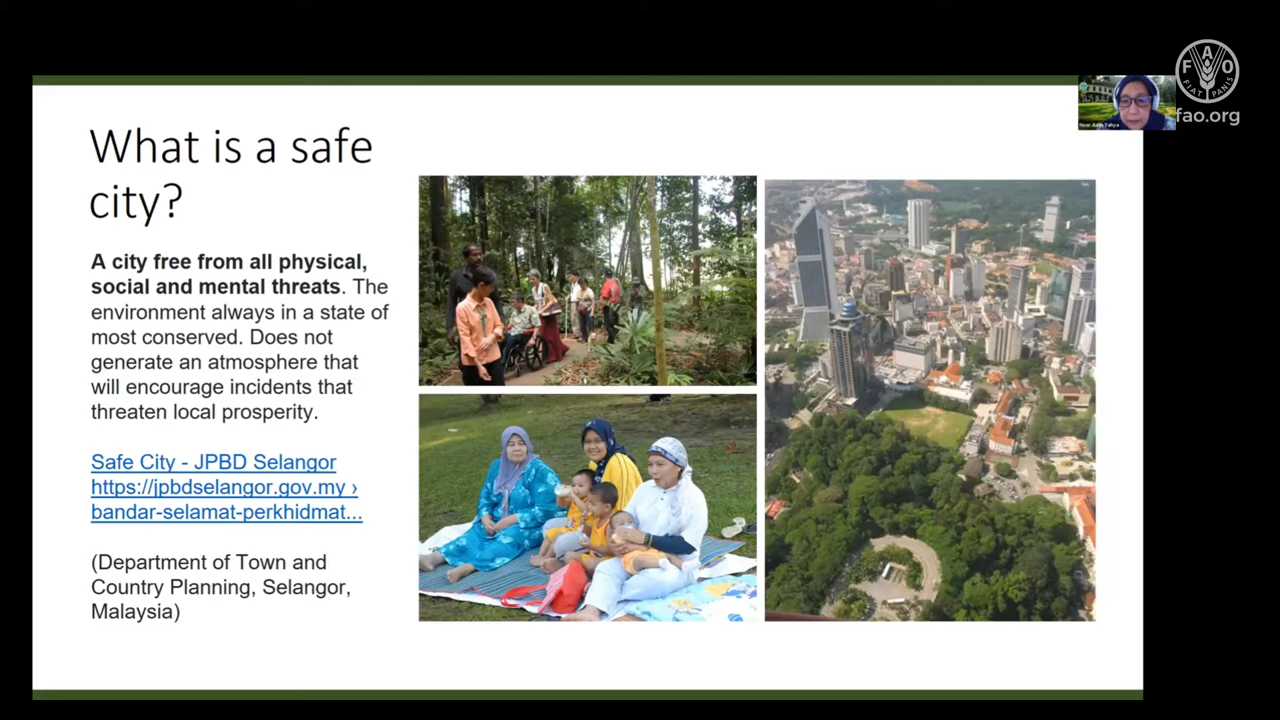 F A O
FIAT PANIS
fao.org
What is a safe
city?
A city free from all physical,
social and mental threats. The
environment always in a state of
most conserved. Does not
generate an atmosphere that
will encourage incidents that
threaten local prosperity.
Safe City - JPBD Selangor
https://jpbdselangor.gov.my ›
bandar-selamat-perkhidmat...
(Department of Town and
Country Planning, Selangor,
Malaysia)